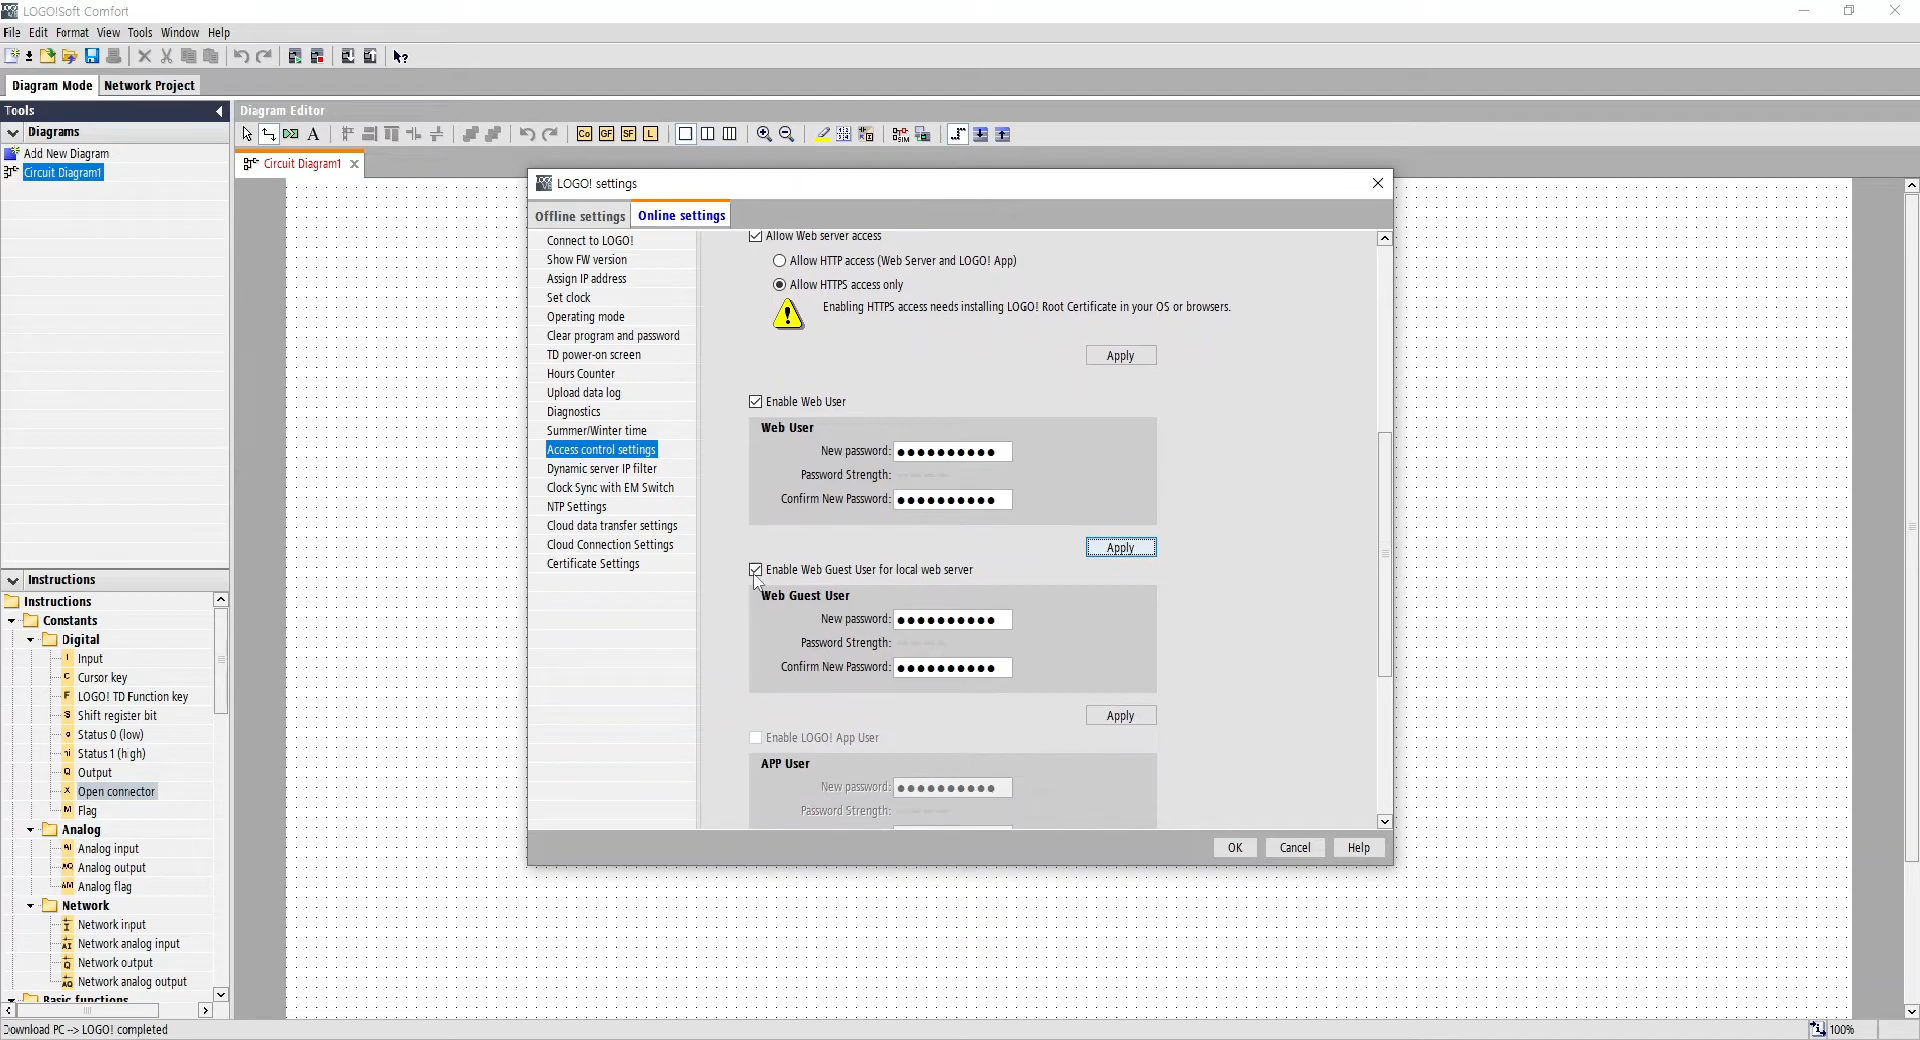 LOGO!Soft Comfort
File Edit Format View Tools Window Help
Diagram Mode Network Project
Tools
Diagrams
Add New Diagram
Circuit Diagram1
Diagram Editor
A Co GF SF L
Circuit Diagram1
LOGO! settings
Offline settings Online settings
Connect to LOGO!
Show FW version
Assign IP address
Set clock
Operating mode
Clear program and password
TD power-on screen
Hours Counter
Upload data log
Diagnostics
Summer/Winter time
Access control settings
Dynamic server IP filter
Clock Sync with EM Switch
NTP Settings
Cloud data transfer settings
Cloud Connection Settings
Certificate Settings
Allow Web server access
Allow HTTP access (Web Server and LOGO! App)
Allow HTTPS access only
Enabling HTTPS access needs installing LOGO! Root Certificate in your OS or browsers.
Apply
Enable Web User
Web User
New password: ●●●●●●●●●●
Password Strength:
Confirm New Password: ●●●●●●●●●●
Apply
Enable Web Guest User for local web server
Web Guest User
New password: ●●●●●●●●●●
Password Strength:
Confirm New Password: ●●●●●●●●●●
Apply
Enable LOGO! App User
APP User
New password: ●●●●●●●●●●
Password Strength:
OK Cancel Help
Instructions
Instructions
Constants
Digital
I Input
C Cursor key
F LOGO! TD Function key
S Shift register bit
Status 0 (low)
hi Status 1 (high)
Q Output
X Open connector
M Flag
Analog
AI Analog input
AQ Analog output
AM Analog flag
Network
I Network input
AI Network analog input
Q Network output
AQ Network analog output
Basic functions
Download PC --> LOGO! completed
100%